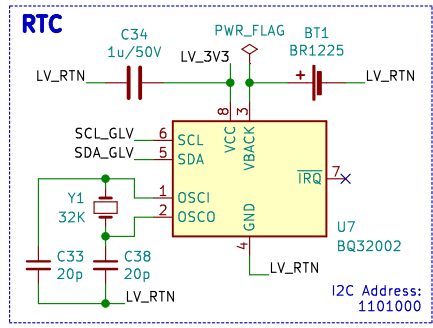 RTC
C34
1u/50V
PWR_FLAG
BT1
BR1225
LV_3V3
LV_RTN
LV_RTN
8
3
SCL_GLV
6
SCL
VCC
VBACK
SDA_GLV
5
SDA
IRQ
7
Y1
32K
1
OSCI
2
OSCO
GND
4
U7
BQ32002
C33
20p
C38
20p
LV_RTN
LV_RTN
I2C Address:
1101000